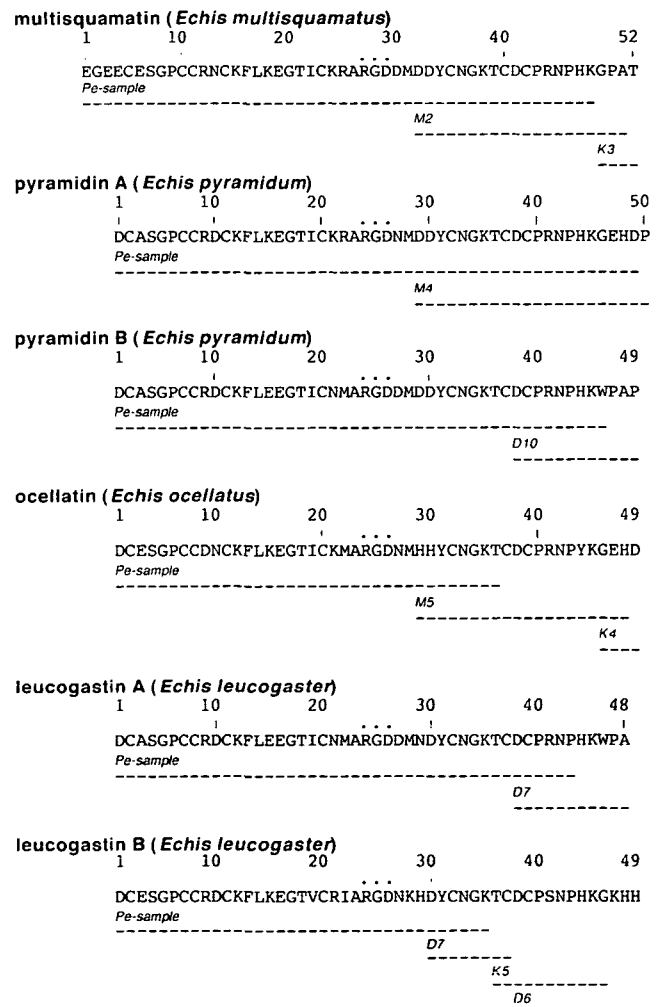 multisquamatin (Echis multisquamatus)
1 10 20 30 40 52
EGEECESGPCCRNCKFLKEGTICKRARGDDMDDYCNGKTCDCPRNPHKGPAT
Pe-sample
M2
K3
pyramidin A (Echis pyramidum)
1 10 20 30 40 50
DCASGPCCRDCKFLKEGTICKRARGDNMDDYCNGKTCDCPRNPHKGEHDP
Pe-sample
M4
pyramidin B (Echis pyramidum)
1 10 20 30 40 49
DCASGPCCRDCKFLEEGTICNMARGDDMDDYCNGKTCDCPRNPHKWPAP
Pe-sample
D10
ocellatin (Echis ocellatus)
1 10 20 30 40 49
DCESGPCCDNCKFLKEGTICKMARGDNMHHYCNGKTCDCPRNPYKGEHD
Pe-sample
M5
K4
leucogastin A (Echis leucogaster)
1 10 20 30 40 48
DCASGPCCRDCKFLEEGTICNMARGDDMNDYCNGKTCDCPRNPHKWPA
Pe-sample
D7
leucogastin B (Echis leucogaster)
1 10 20 30 40 49
DCESGPCCRDCKFLKEGTVCRIARGDNKHDYCNGKTCDCPSNPHKGKHH
Pe-sample
D7
K5
D6